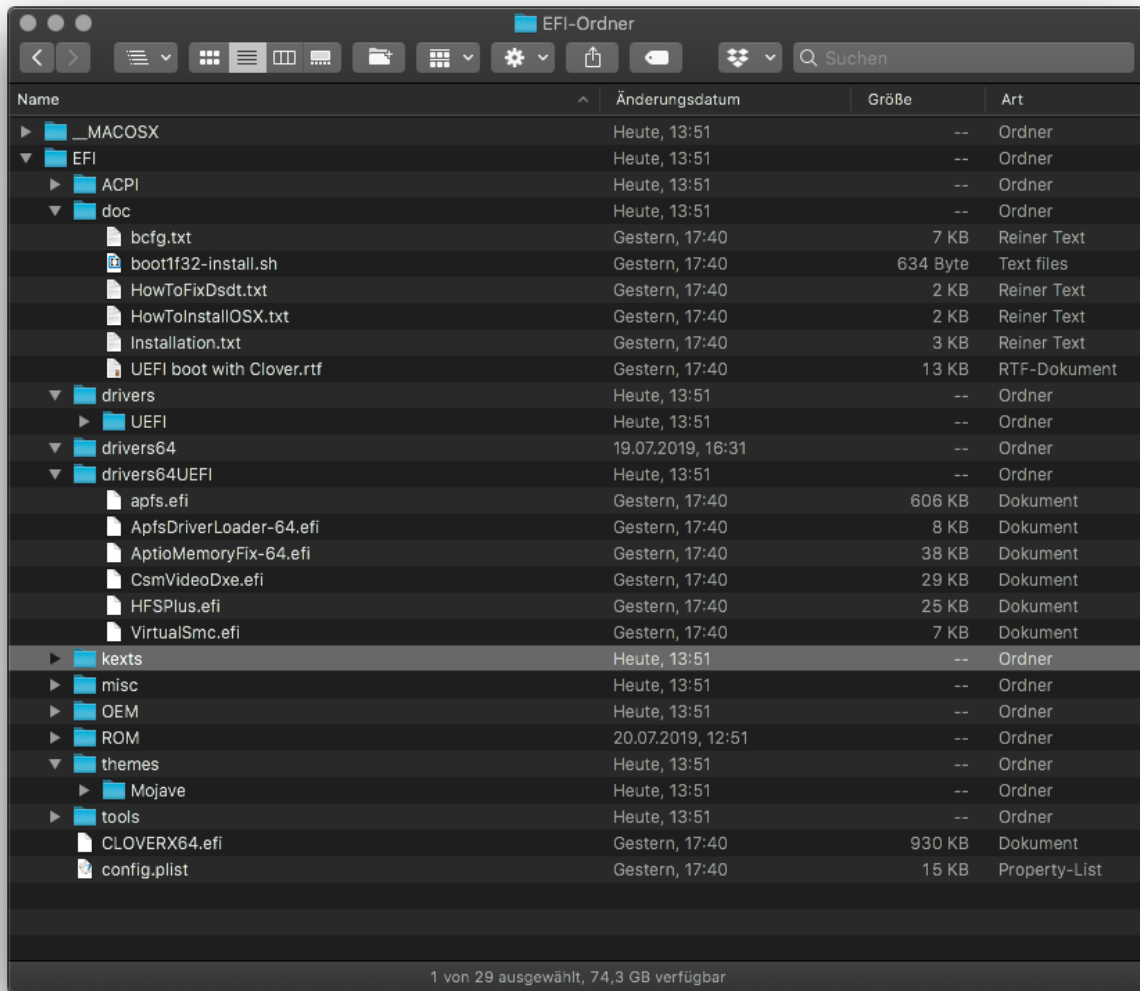 EFI-Ordner
Suchen
Name Änderungsdatum Größe Art
__MACOSX Heute, 13:51 -- Ordner
EFI Heute, 13:51 -- Ordner
ACPI Heute, 13:51 -- Ordner
doc Heute, 13:51 -- Ordner
bcfg.txt Gestern, 17:40 7 KB Reiner Text
boot1f32-install.sh Gestern, 17:40 634 Byte Text files
HowToFixDsdt.txt Gestern, 17:40 2 KB Reiner Text
HowToInstallOSX.txt Gestern, 17:40 2 KB Reiner Text
Installation.txt Gestern, 17:40 3 KB Reiner Text
UEFI boot with Clover.rtf Gestern, 17:40 13 KB RTF-Dokument
drivers Heute, 13:51 -- Ordner
UEFI Heute, 13:51 -- Ordner
drivers64 19.07.2019, 16:31 -- Ordner
drivers64UEFI Heute, 13:51 -- Ordner
apfs.efi Gestern, 17:40 606 KB Dokument
ApfsDriverLoader-64.efi Gestern, 17:40 8 KB Dokument
AptioMemoryFix-64.efi Gestern, 17:40 38 KB Dokument
CsmVideoDxe.efi Gestern, 17:40 29 KB Dokument
HFSPlus.efi Gestern, 17:40 25 KB Dokument
VirtualSmc.efi Gestern, 17:40 7 KB Dokument
kexts Heute, 13:51 -- Ordner
misc Heute, 13:51 -- Ordner
OEM Heute, 13:51 -- Ordner
ROM 20.07.2019, 12:51 -- Ordner
themes Heute, 13:51 -- Ordner
Mojave Heute, 13:51 -- Ordner
tools Heute, 13:51 -- Ordner
CLOVERX64.efi Gestern, 17:40 930 KB Dokument
config.plist Gestern, 17:40 15 KB Property-List
1 von 29 ausgewählt, 74,3 GB verfügbar